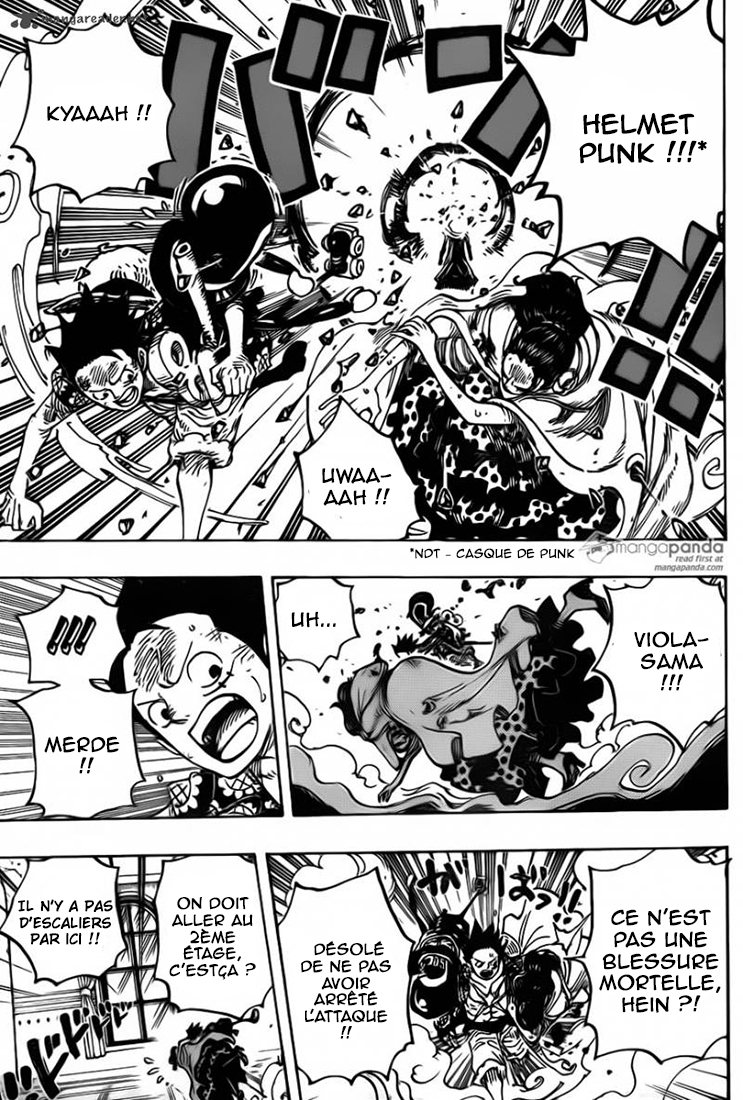 mangareader.net
HELMET
PUNK !!!*
KYAAAH !!
UWAA-
AAH !!
*NDT - CASQUE DE PUNK
mangapanda
read first at
mangapanda.com
VIOLA-
SAMA
!!!
UH...
!!!
MERDE
!!
CE N'EST
PAS UNE
BLESSURE
MORTELLE,
HEIN ?!
DÉSOLÉ
DE NE PAS
AVOIR
ARRÊTÉ
L'ATTAQUE
!!
ON DOIT
ALLER AU
2ÈME
ÉTAGE,
C'ESTÇA ?
IL N'Y A PAS
D'ESCALIERS
PAR ICI !!